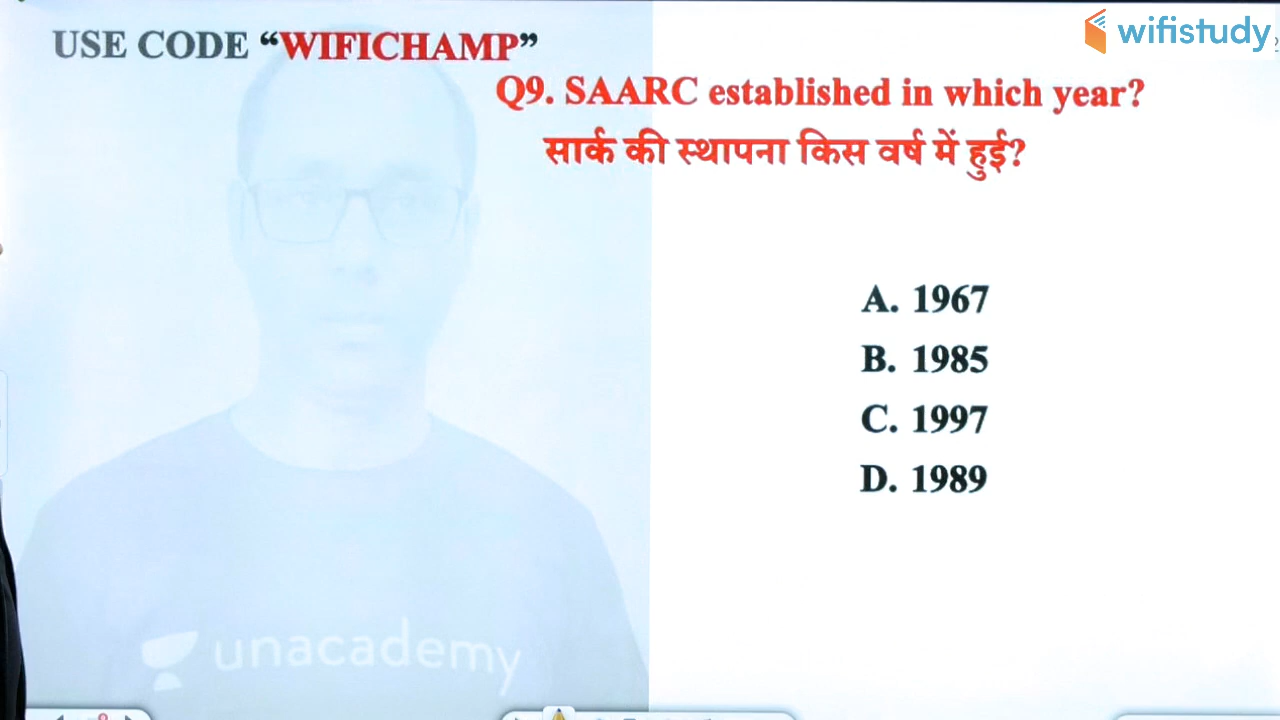 USE CODE “WIFICHAMP”
wifistudy
Q9. SAARC established in which year?
सार्क की स्थापना किस वर्ष में हुई?
A. 1967
B. 1985
C. 1997
D. 1989
unacademy